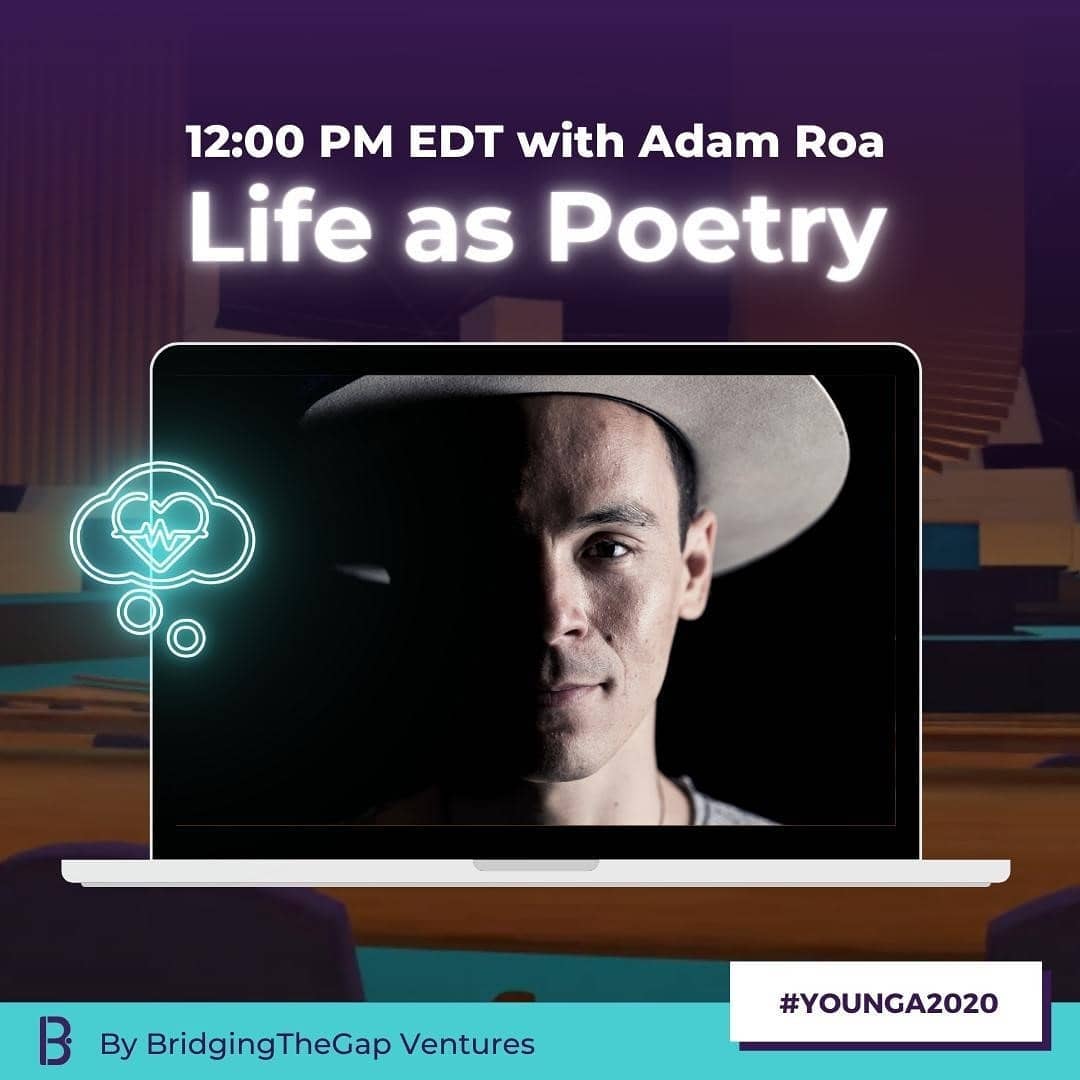 12:00 PM EDT with Adam Roa
Life as Poetry
#YOUNGA2020
By BridgingTheGap Ventures